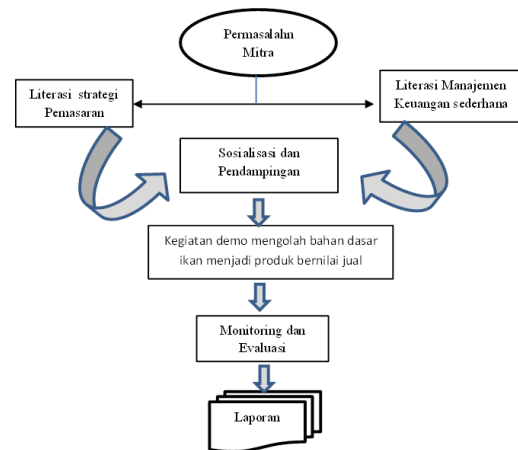 Permasalahn
Mitra
Literasi strategi
Pemasaran
Literasi Manajemen
Keuangan sederhana
Sosialisasi dan
Pendampingan
Kegiatan demo mengolah bahan dasar
ikan menjadi produk bernilai jual
Monitoring dan
Evaluasi
Laporan